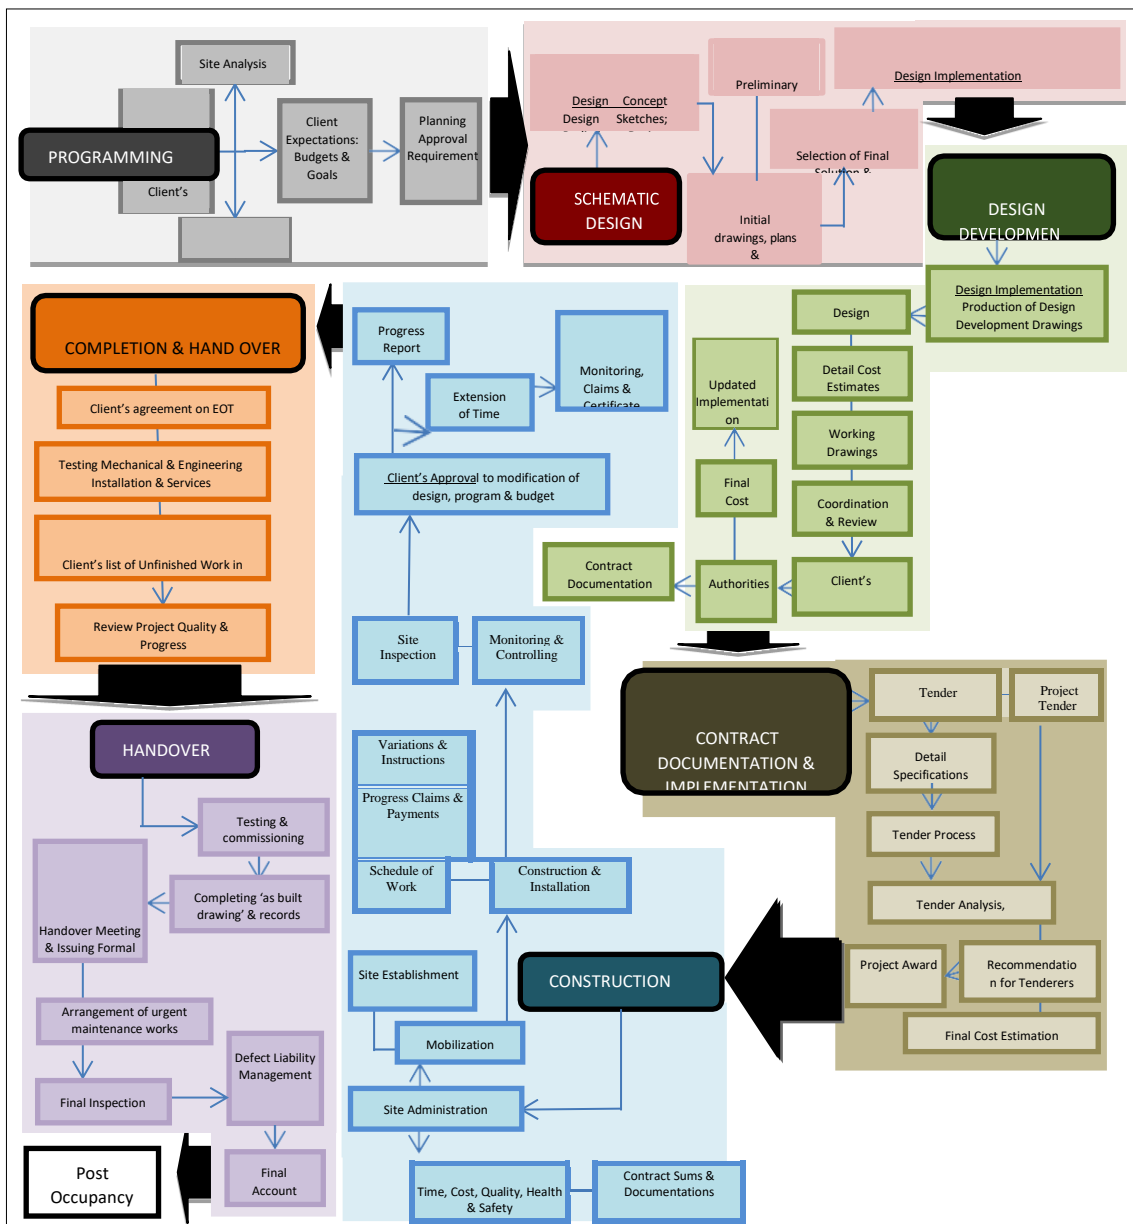 Site Analysis
PROGRAMMING
Client's
Client
Expectations:
Budgets &
Goals
Planning
Approval
Requirement
Design Concept
Design Sketches;
Preliminary
Design Implementation
SCHEMATIC
DESIGN
Initial
drawings, plans
&
Selection of Final
Solution &
DESIGN
DEVELOPMEN
Design Implementation
Production of Design
Development Drawings
Design
Detail Cost
Estimates
Working
Drawings
Coordination
& Review
Client's
Authorities
Final
Cost
Updated
Implementati
on
Contract
Documentation
CONTRACT
DOCUMENTATION &
IMPLEMENTATION
Tender
Project
Tender
Detail
Specifications
Tender Process
Tender Analysis,
Recommendatio
n for Tenderers
Project Award
Final Cost Estimation
CONSTRUCTION
Site Administration
Time, Cost, Quality, Health
& Safety
Contract Sums &
Documentations
Mobilization
Site Establishment
Construction &
Installation
Schedule of
Work
Progress Claims &
Payments
Variations &
Instructions
Monitoring &
Controlling
Site
Inspection
Client's Approval to modification of
design, program & budget
Progress
Report
Extension
of Time
Monitoring,
Claims &
Certificate
COMPLETION & HAND OVER
Client's agreement on EOT
Testing Mechanical & Engineering
Installation & Services
Client's list of Unfinished Work in
Review Project Quality &
Progress
HANDOVER
Testing &
commissioning
Completing 'as built
drawing' & records
Handover Meeting
& Issuing Formal
Arrangement of urgent
maintenance works
Final Inspection
Defect Liability
Management
Final
Account
Post
Occupancy